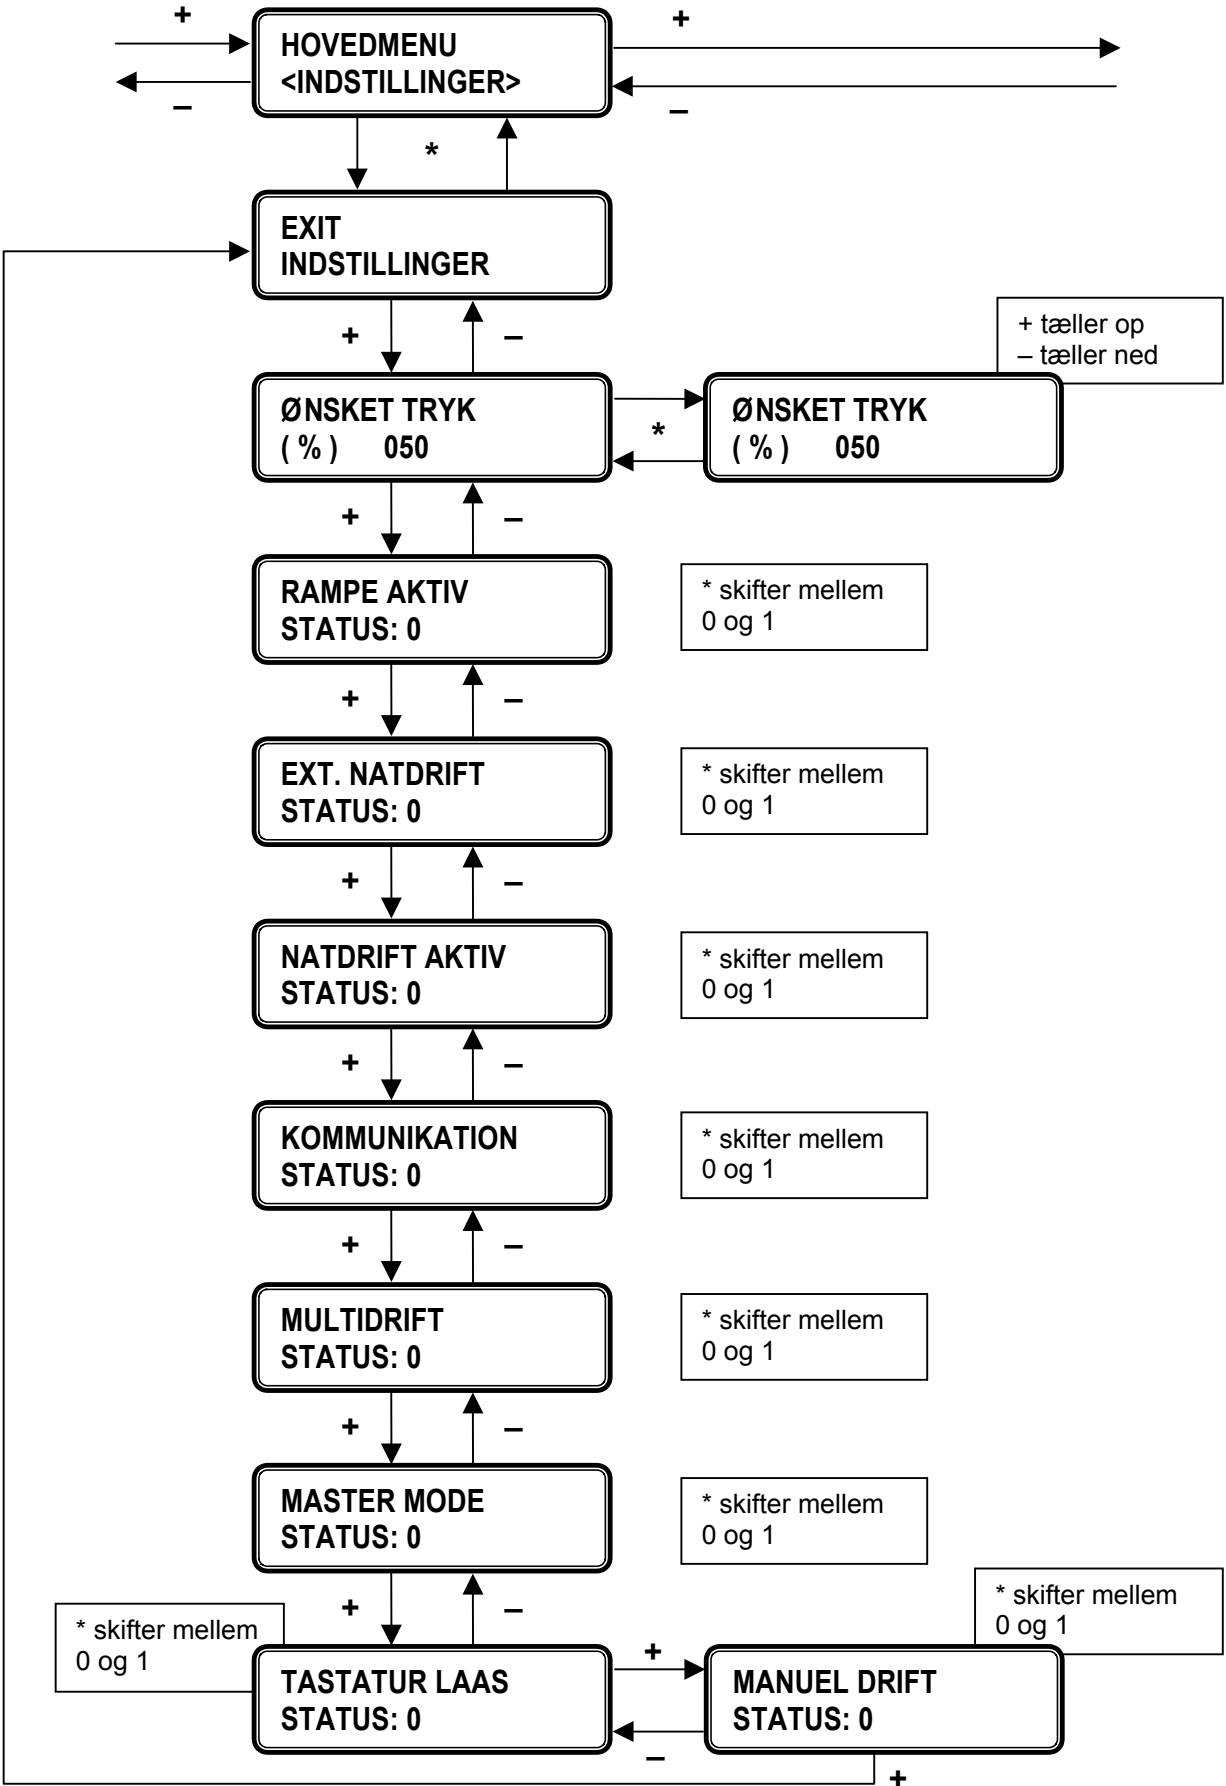 +
+
HOVEDMENU
<INDSTILLINGER>
–
–
*
EXIT
INDSTILLINGER
+ tæller op
– tæller ned
+
–
ØNSKET TRYK
( % ) 050
*
ØNSKET TRYK
( % ) 050
+
–
RAMPE AKTIV
STATUS: 0
* skifter mellem
0 og 1
+
–
EXT. NATDRIFT
STATUS: 0
* skifter mellem
0 og 1
+
–
NATDRIFT AKTIV
STATUS: 0
* skifter mellem
0 og 1
+
–
KOMMUNIKATION
STATUS: 0
* skifter mellem
0 og 1
+
–
MULTIDRIFT
STATUS: 0
* skifter mellem
0 og 1
+
–
MASTER MODE
STATUS: 0
* skifter mellem
0 og 1
+
–
* skifter mellem
0 og 1
* skifter mellem
0 og 1
TASTATUR LAAS
STATUS: 0
+
–
MANUEL DRIFT
STATUS: 0
+